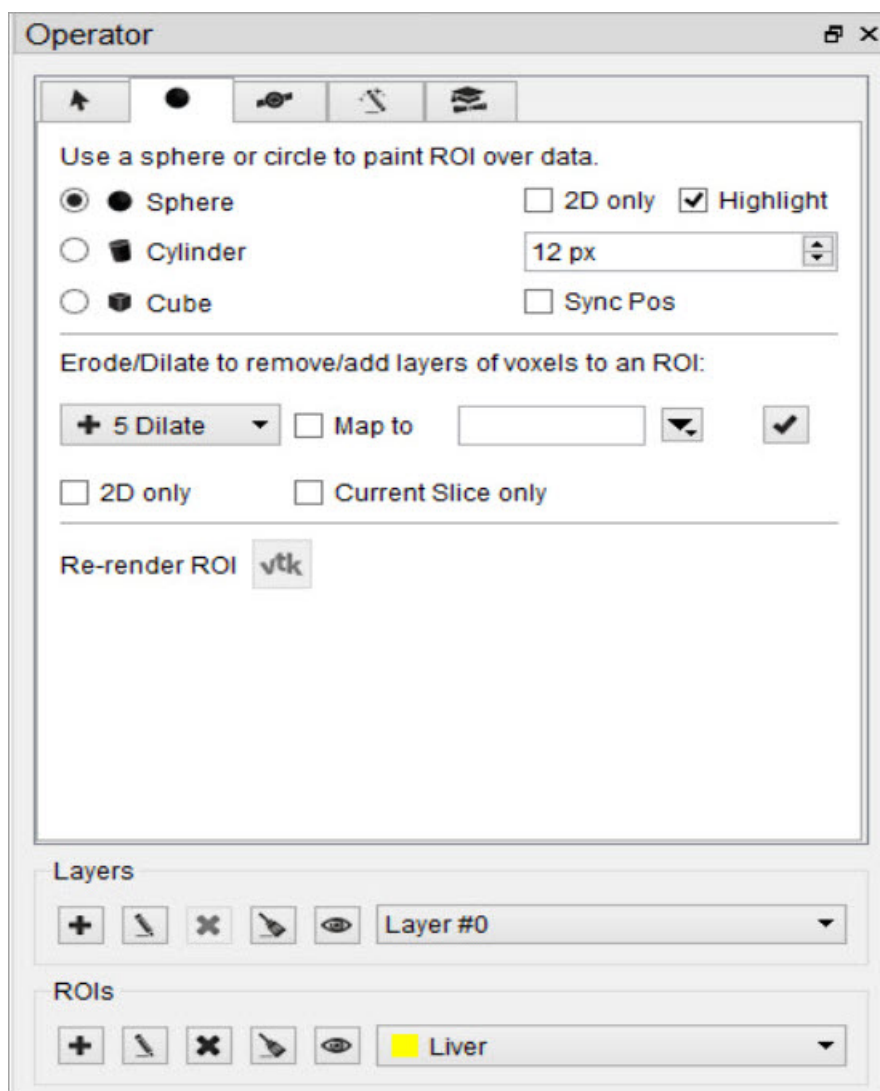 Operator
Use a sphere or circle to paint ROI over data.
Sphere 2D only Highlight
Cylinder 12 px
Cube Sync Pos
Erode/Dilate to remove/add layers of voxels to an ROI:
5 Dilate Map to
2D only Current Slice only
Re-render ROI vtk
Layers
Layer #0
ROIs
Liver